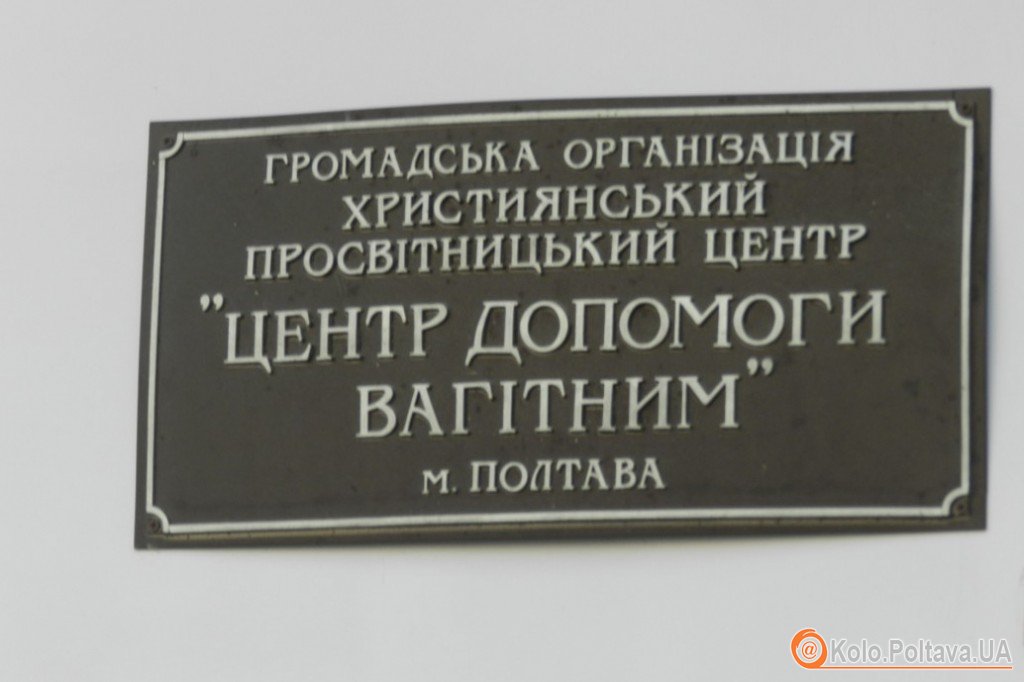 ГРОМАДСЬКА ОРГАНІЗАЦІЯ
ХРИСТИЯНСЬКИЙ
ПРОСВІТНИЦЬКИЙ ЦЕНТР
"ЦЕНТР ДОПОМОГИ
ВАГІТНИМ"
м. ПОЛТАВА
@Kolo.Poltava.UA